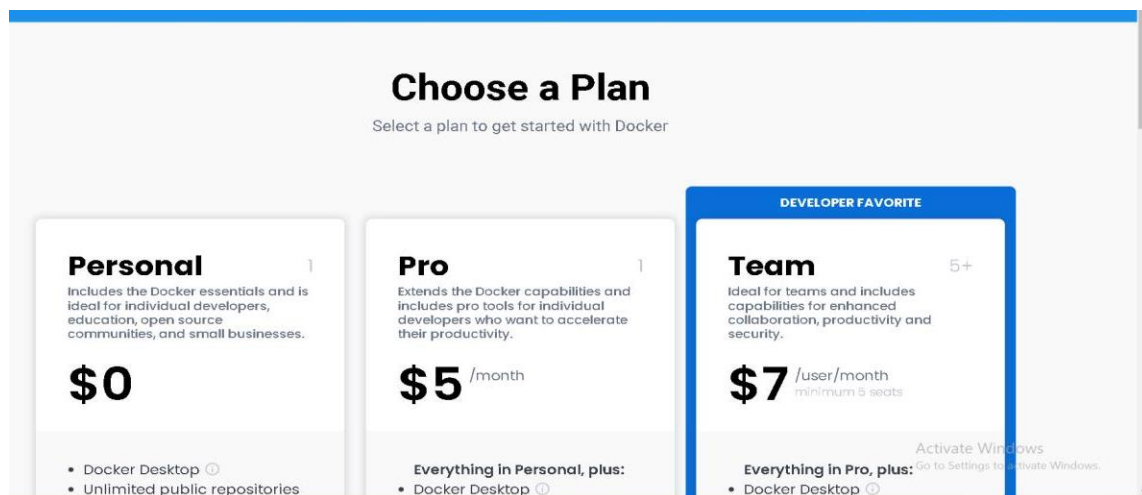 Choose a Plan
Select a plan to get started with Docker
DEVELOPER FAVORITE
Personal 1
Includes the Docker essentials and is
ideal for individual developers,
education, open source
communities, and small businesses.
$0
• Docker Desktop
• Unlimited public repositories
Pro 1
Extends the Docker capabilities and
includes pro tools for individual
developers who want to accelerate
their productivity.
$5 /month
Everything in Personal, plus:
• Docker Desktop
Team 5+
Ideal for teams and includes
capabilities for enhanced
collaboration, productivity and
security.
$7 /user/month
minimum 5 seats
Everything in Pro, plus:
• Docker Desktop
Activate Windows
Go to Settings to activate Windows.